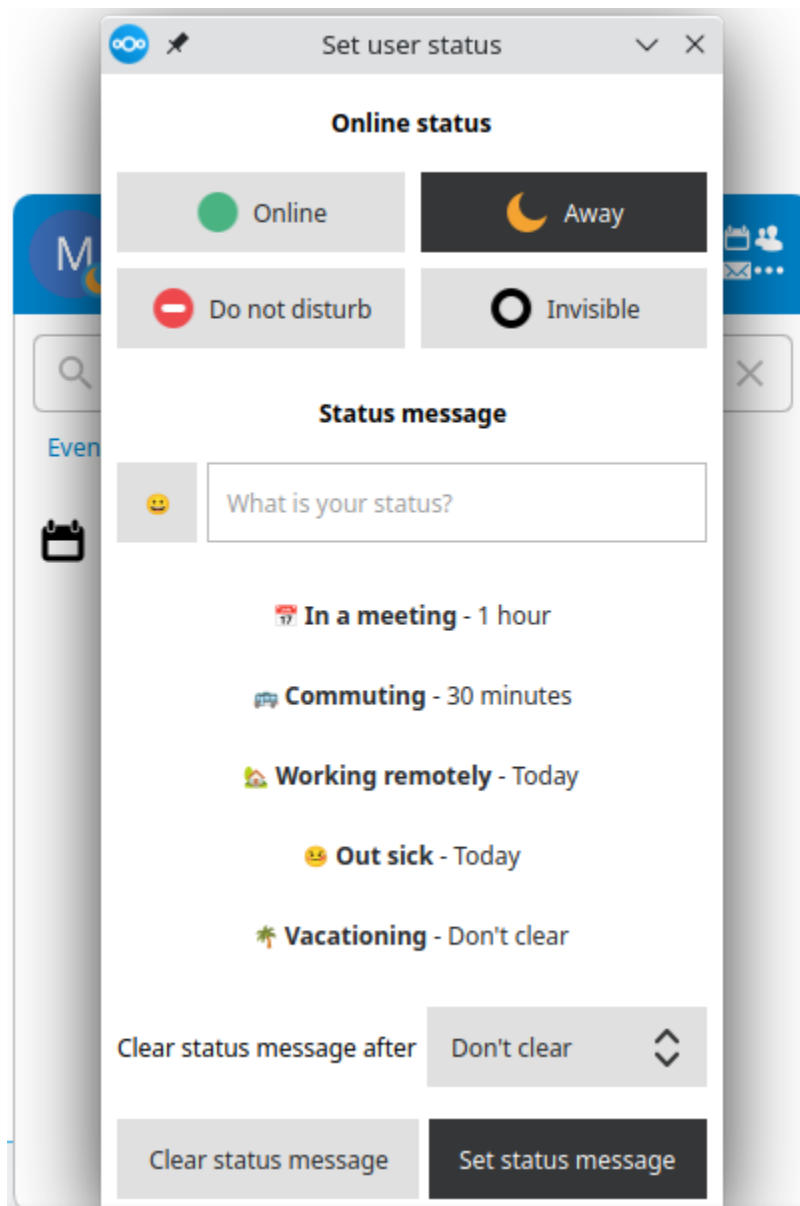 Set user status
Online status
Online
Away
M
Do not disturb
Invisible
Status message
Even
What is your status?
📅 In a meeting - 1 hour
🚌 Commuting - 30 minutes
🏡 Working remotely - Today
🤒 Out sick - Today
🌴 Vacationing - Don't clear
Clear status message after
Don't clear
Clear status message
Set status message